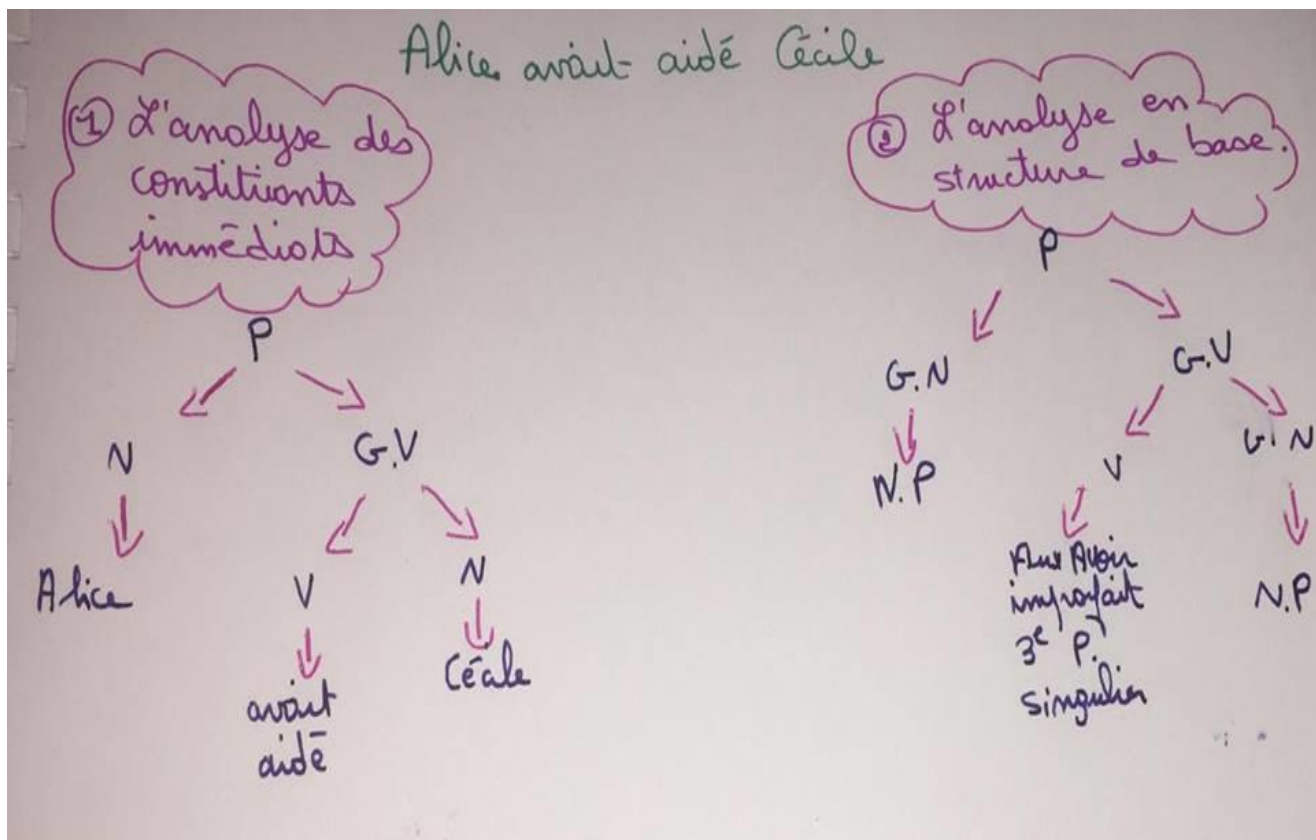 Alice avait aidé Cécile
① L'analyse des
constituants
immédiats
P
N G.V
Alice
V N
avait
aidé
Cécile
② L'analyse en
structure de base.
P
G.N G.V
N.P
V G.N
Aux Avoir
imparfait
3e P.
singulier
N.P